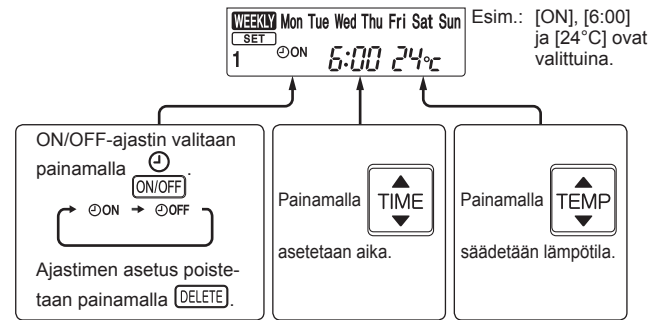 WEEKLY Mon Tue Wed Thu Fri Sat Sun
SET
1 ON 6:00 24°C
Esim.: [ON], [6:00]
ja [24°C] ovat
valittuina.
ON/OFF-ajastin valitaan
painamalla
ON/OFF.
ON → OFF
Ajastimen asetus poiste-
taan painamalla DELETE.
Painamalla TIME
asetetaan aika.
Painamalla TEMP
säädetään lämpötila.